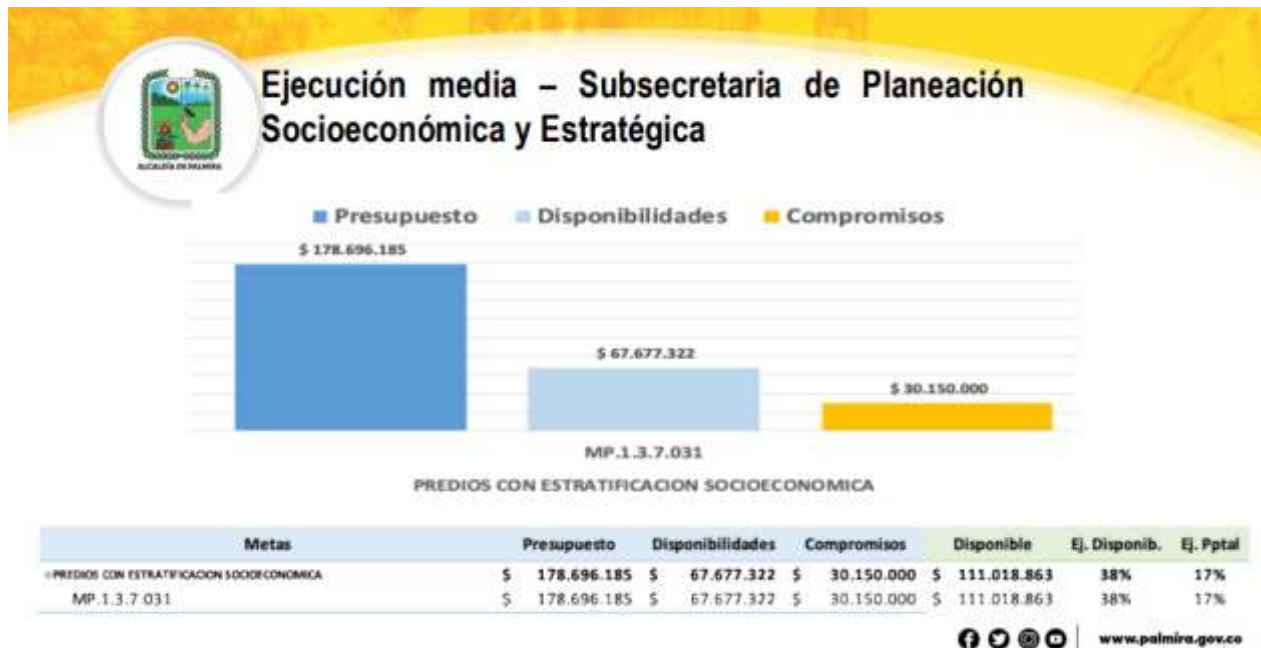 ALCALDÍA DE PALMIRA
Ejecución media – Subsecretaria de Planeación
Socioeconómica y Estratégica
Presupuesto Disponibilidades Compromisos
$ 178.696.185
$ 67.677.322
$ 30.150.000
MP.1.3.7.031
PREDIOS CON ESTRATIFICACION SOCIOECONOMICA
Metas Presupuesto Disponibilidades Compromisos Disponible Ej. Disponib. Ej. Pptal
PREDIOS CON ESTRATIFICACION SOCIOECONOMICA $ 178.696.185 $ 67.677.322 $ 30.150.000 $ 111.018.863 38% 17%
MP.1.3.7.031 $ 178.696.185 $ 67.677.322 $ 30.150.000 $ 111.018.863 38% 17%
www.palmira.gov.co